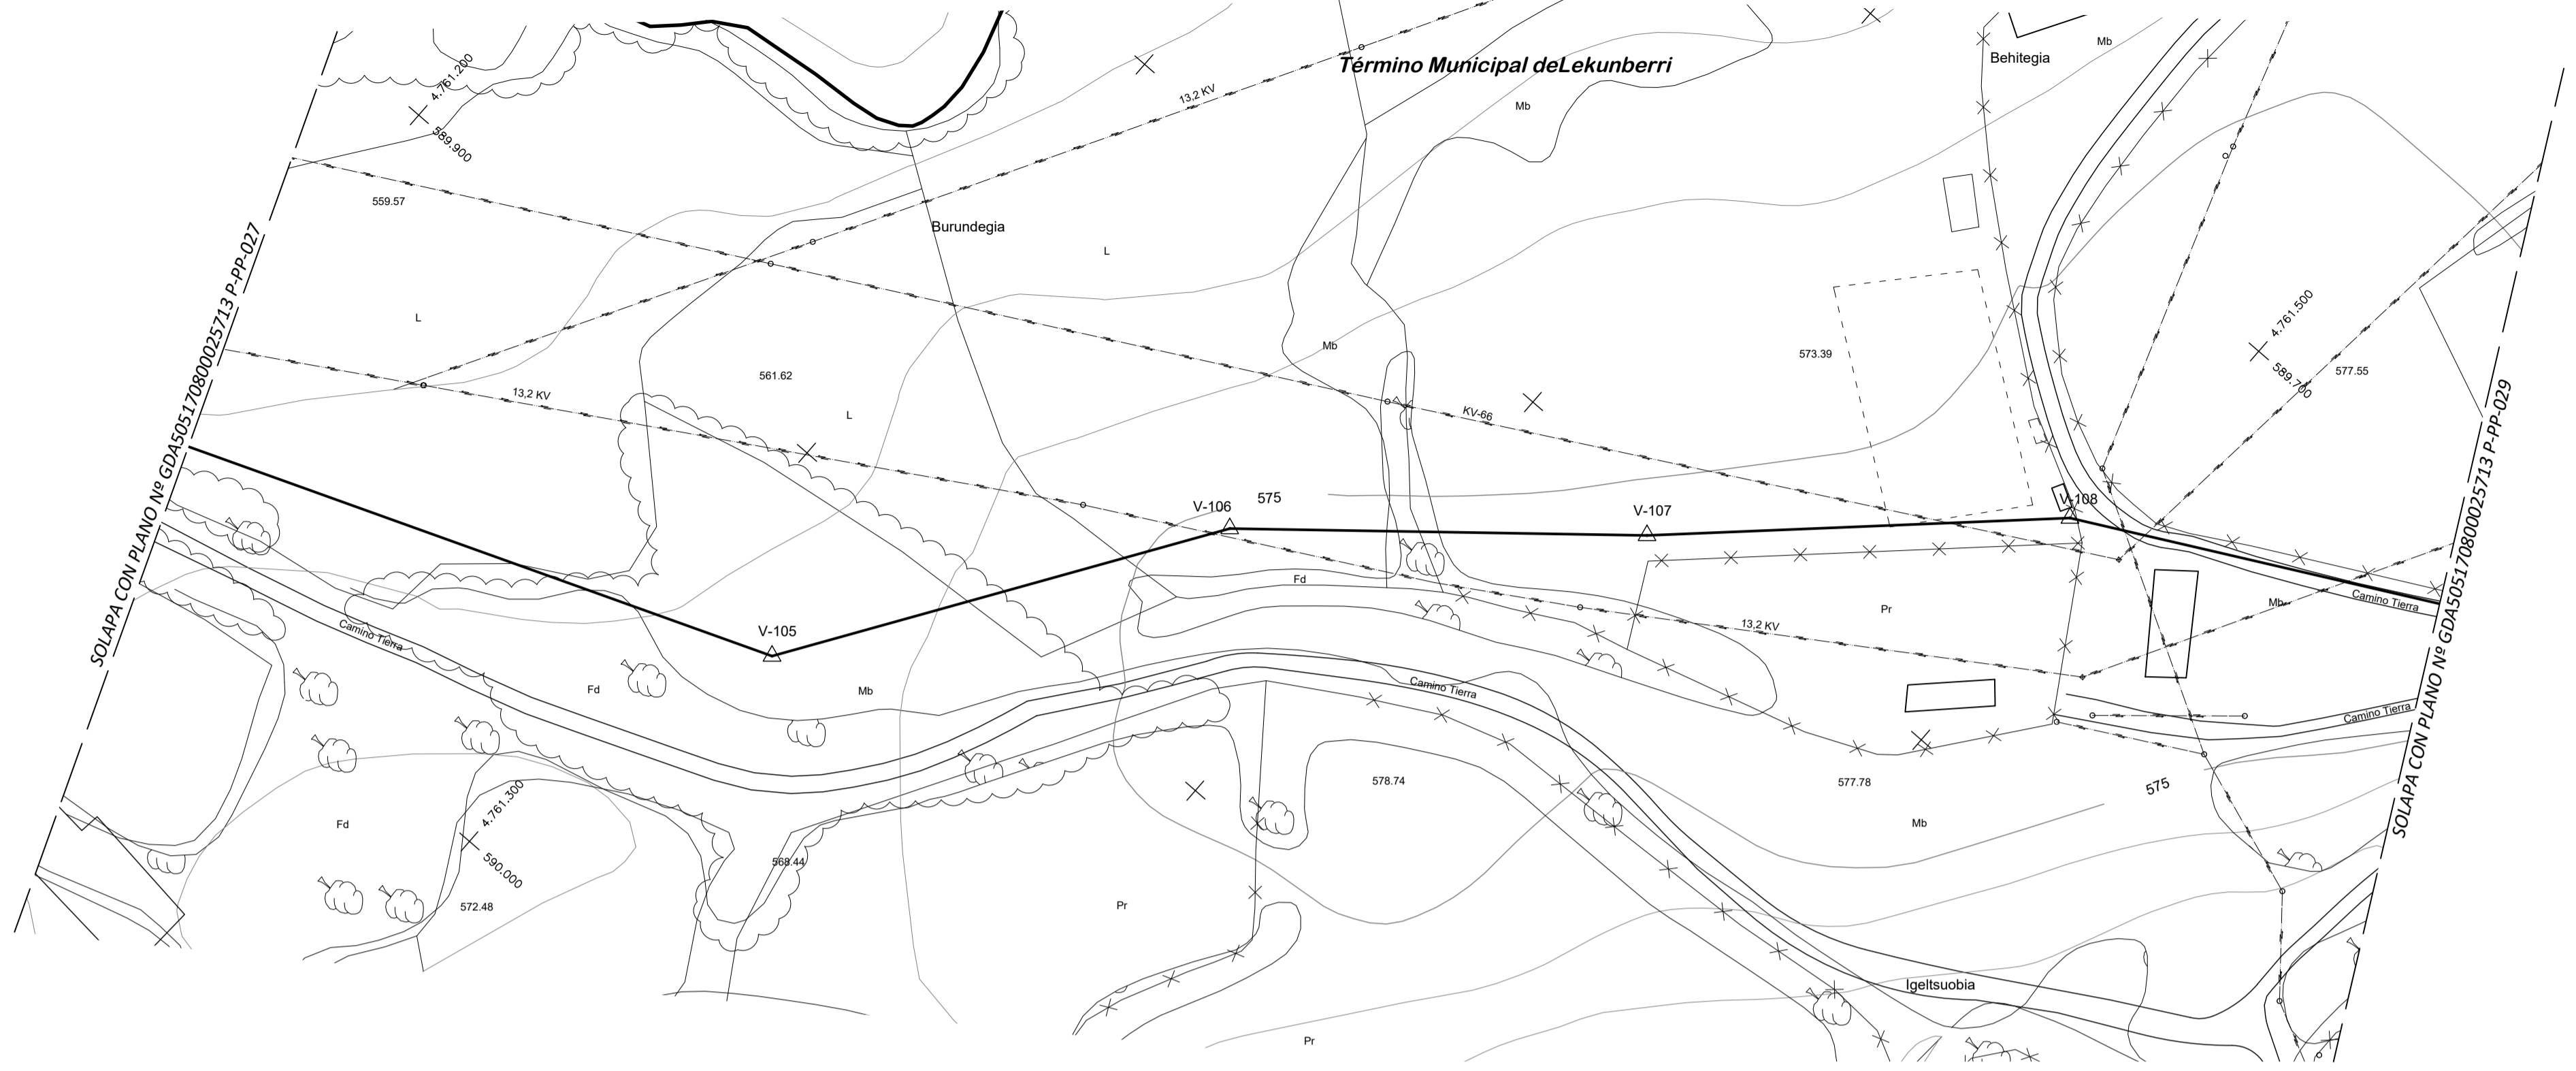 Término Municipal deLekunberri
Behitegia
Mb
4.761.200
589.900
13,2 KV
Mb
559.57
Burundegia
L
SOLAPA CON PLANO Nº GDA5051708000025713 P-PP-027
L
13,2 KV
561.62
L
Mb
KV-66
573.39
4.761.500
589.700
577.55
SOLAPA CON PLANO Nº GDA5051708000025713 P-PP-029
V-106
575
V-107
V-108
Fd
Camino Tierra
Mb
Pr
13,2 KV
V-105
Camino Tierra
Fd
Mb
Camino Tierra
Camino Tierra
578.74
577.78
575
4.761.300
590.000
Fd
568.44
Mb
572.48
Pr
Igeltsuobia
Pr